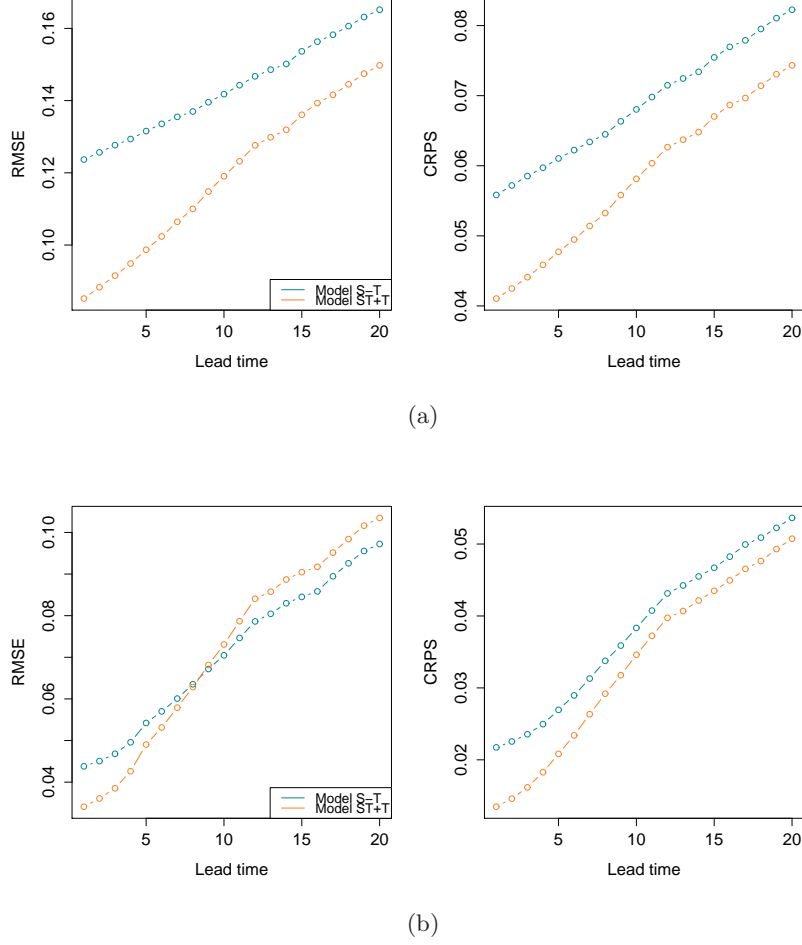 RMSE
0.10 0.12 0.14 0.16
5 10 15 20
Lead time
Model S−T
Model ST+T
CRPS
0.04 0.05 0.06 0.07 0.08
5 10 15 20
Lead time
(a)
RMSE
0.04 0.06 0.08 0.10
5 10 15 20
Lead time
Model S−T
Model ST+T
CRPS
0.02 0.03 0.04 0.05
5 10 15 20
Lead time
(b)